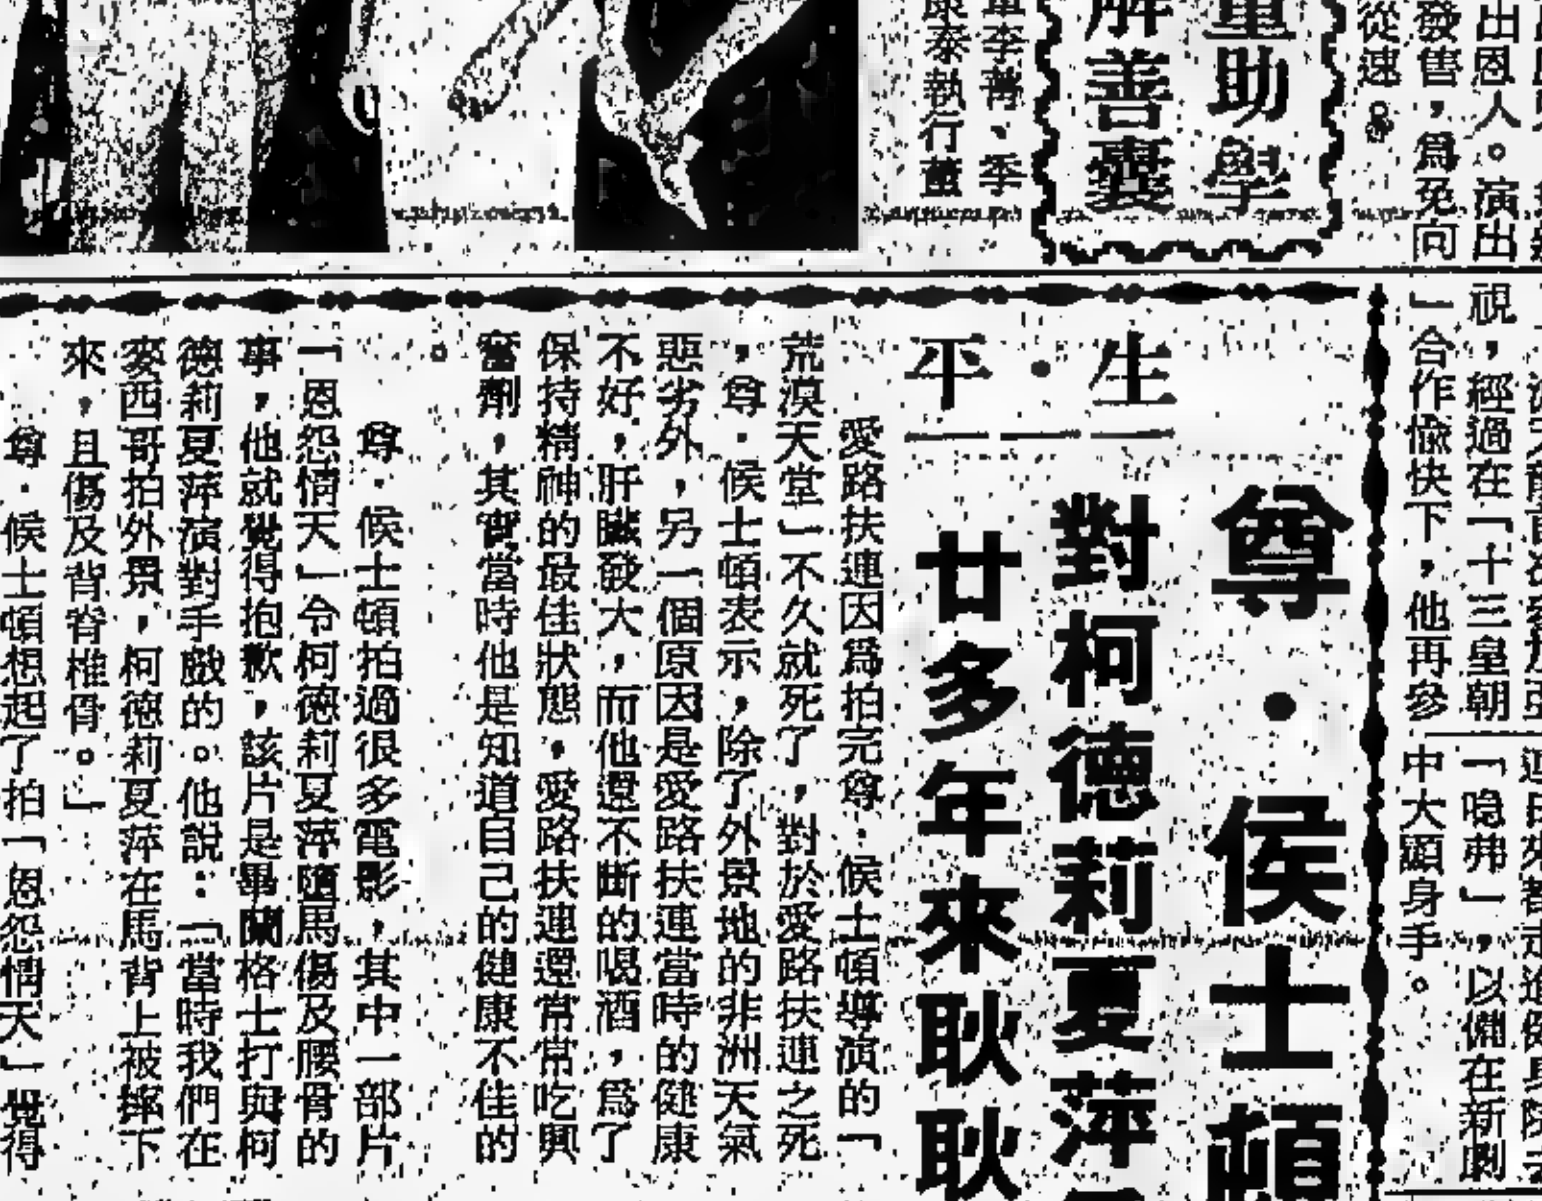 出恩人。演出
發售，爲免向
從速。
重助學
解善囊
康泰執行董
視，經過在「十三皇朝
」合作愉快下，他再參
「喼弗」，以備在新劇
中大顯身手。
生·平
尊·侯士頓
對柯德莉夏萍
廿多年來耿耿
愛路扶連因爲拍完尊·候士頓導演的「
荒漠天堂」不久就死了，對於愛路扶連之死
，尊·候士頓表示，除了外景地的非洲天氣
惡劣外，另一個原因是愛路扶連當時的健康
不好，肝臟發大，而他還不斷的喝酒，爲了
保持精神的最佳狀態，愛路扶連還常常吃興
奮劑，其實當時他是知道自己的健康不佳的
。
尊·候士頓拍過很多電影，其中一部片
「恩怨情天」令柯德莉夏萍墮馬傷及腰骨的
事，他就覺得抱歉，該片是畢蘭格士打與柯
德莉夏萍演對手戲的。他說：「當時我們在
麥西哥拍外景，柯德莉夏萍在馬背上被摔下
來，且傷及背脊椎骨。」
尊·候士頓想起了拍「恩怨情天」覺得